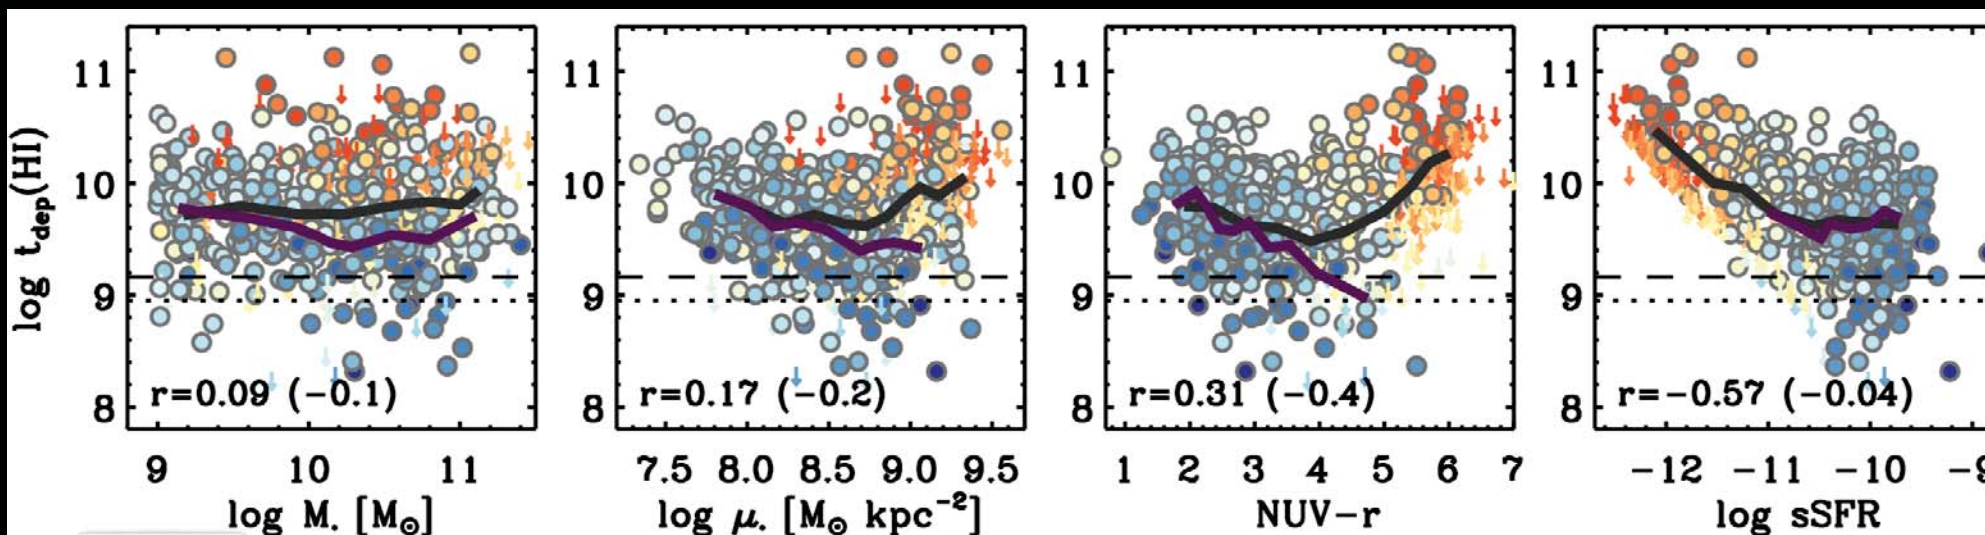 log t_dep(HI)
11
10
9
8
r=0.09 (−0.1)
9 10 11
log M* [M☉]
11
10
9
8
r=0.17 (−0.2)
7.5 8.0 8.5 9.0 9.5
log μ* [M☉ kpc⁻²]
11
10
9
8
r=0.31 (−0.4)
1 2 3 4 5 6 7
NUV−r
11
10
9
8
r=−0.57 (−0.04)
−12 −11 −10 −9
log sSFR